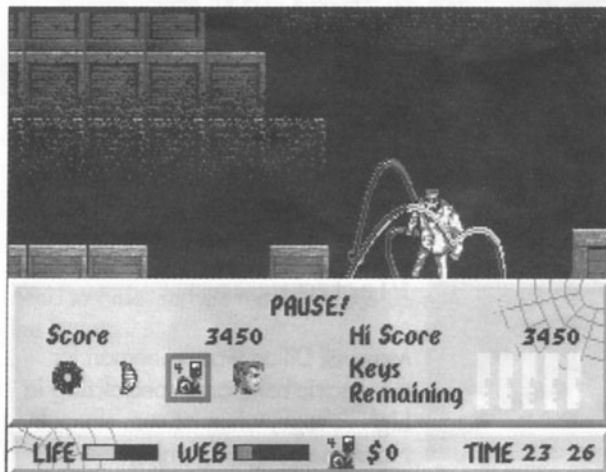 PAUSE!
Score 3450 Hi Score 3450
Keys
Remaining
LIFE WEB $0 TIME 23 26